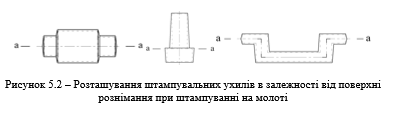 a a a a a a
Рисунок 5.2 – Розташування штампувальних ухилів в залежності від поверхні
рознімання при штампуванні на молоті